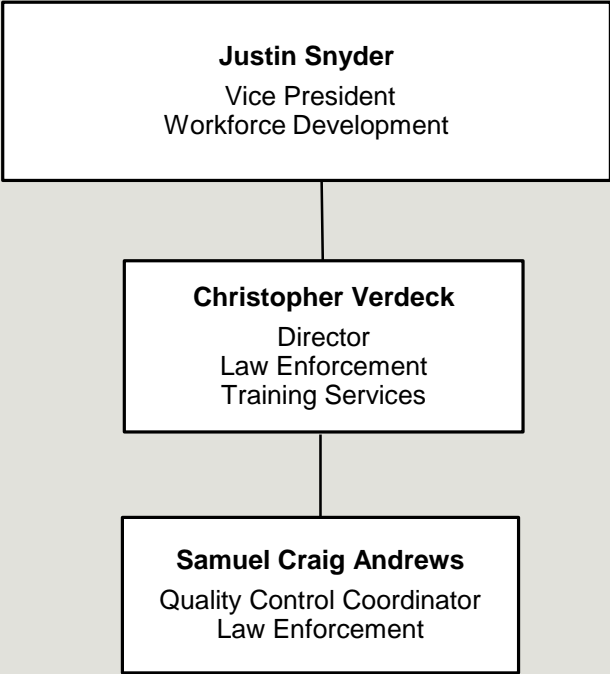 Justin Snyder
Vice President
Workforce Development
Christopher Verdeck
Director
Law Enforcement
Training Services
Samuel Craig Andrews
Quality Control Coordinator
Law Enforcement